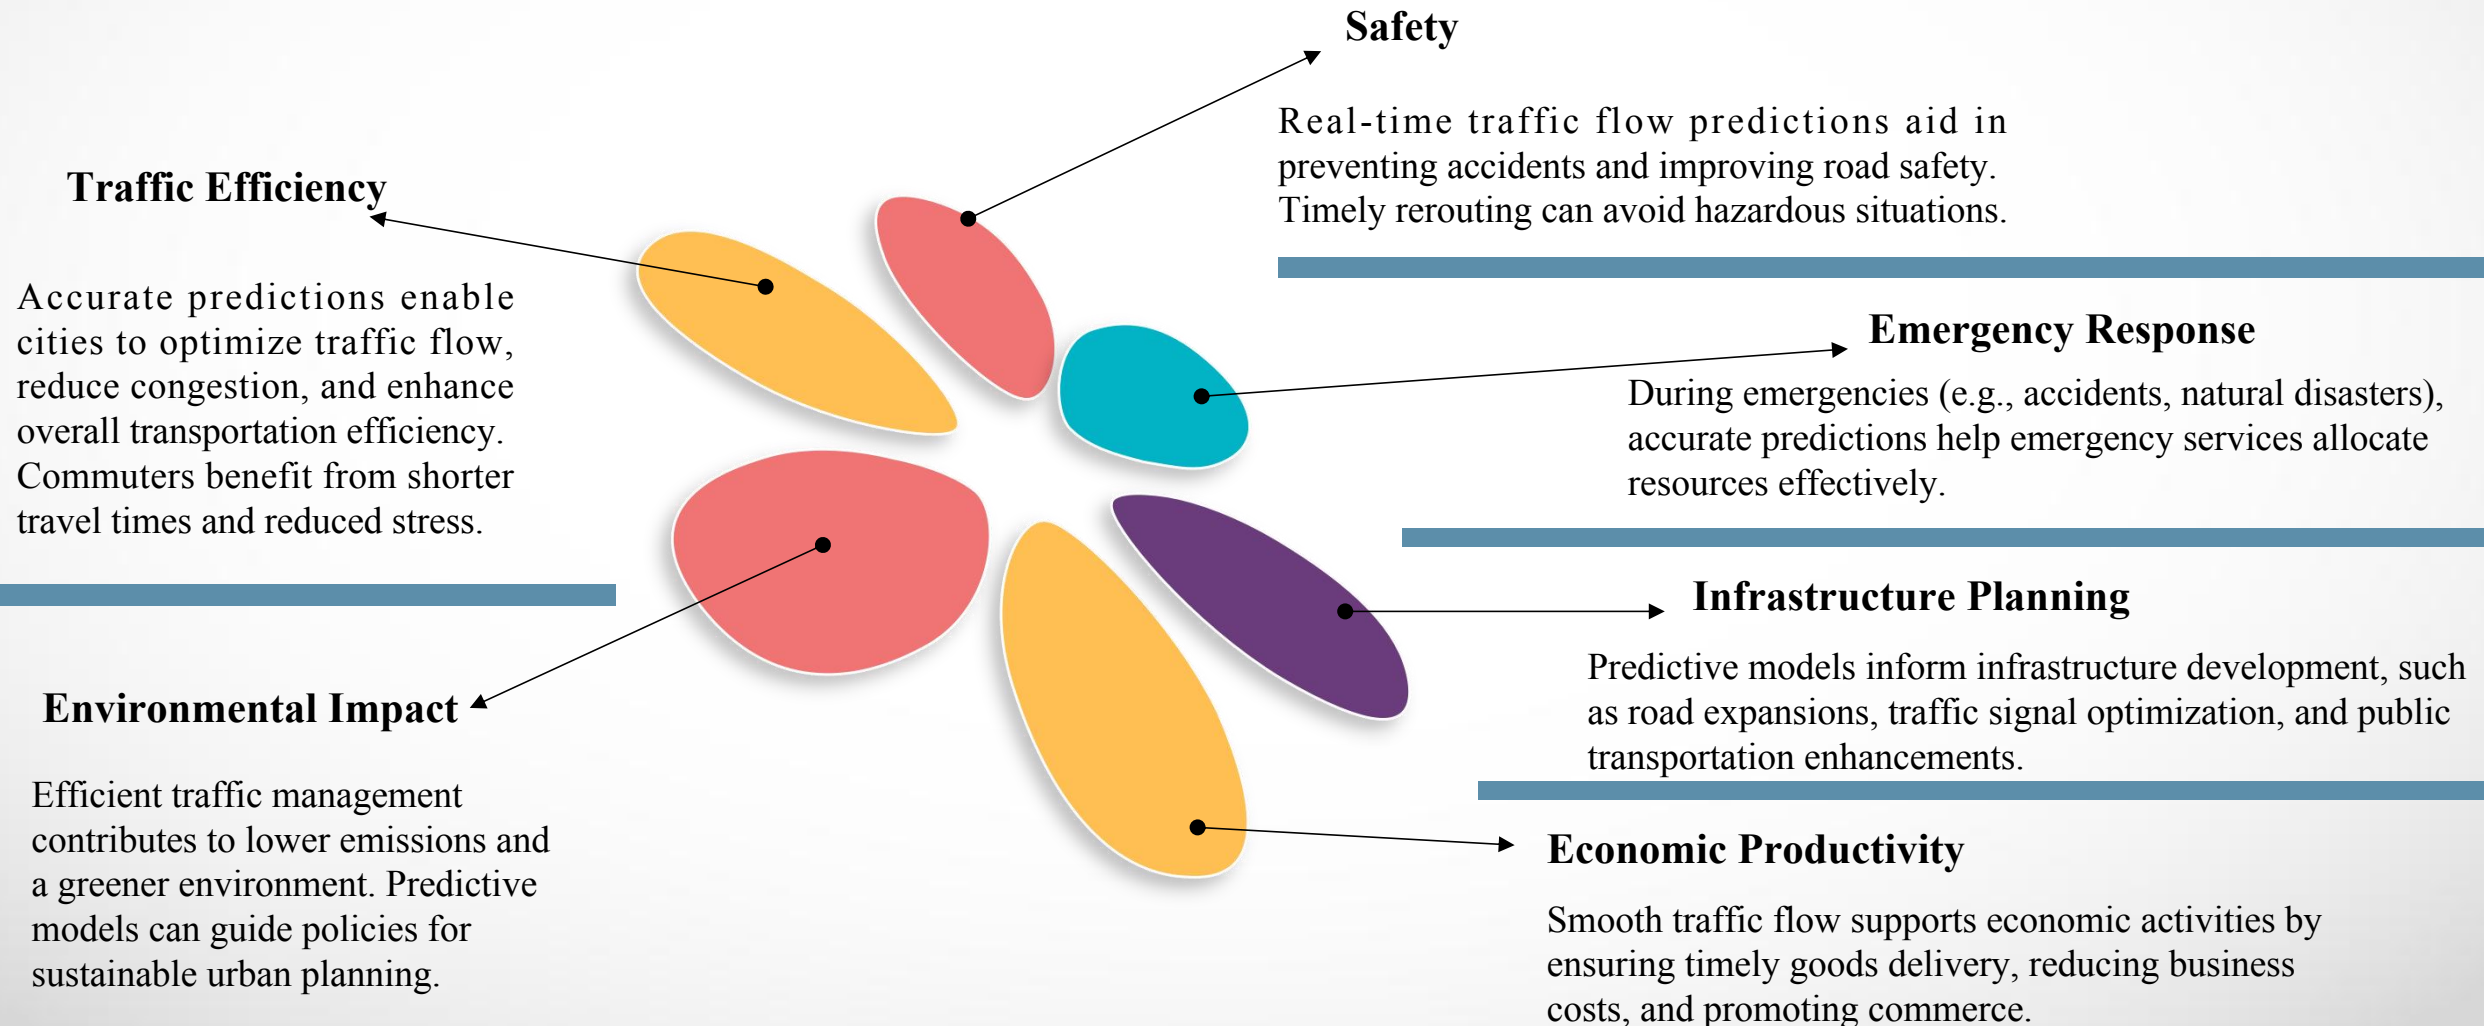 Safety
Real-time traffic flow predictions aid in
preventing accidents and improving road safety.
Timely rerouting can avoid hazardous situations.
Traffic Efficiency
Accurate predictions enable
cities to optimize traffic flow,
reduce congestion, and enhance
overall transportation efficiency.
Commuters benefit from shorter
travel times and reduced stress.
Emergency Response
During emergencies (e.g., accidents, natural disasters),
accurate predictions help emergency services allocate
resources effectively.
Infrastructure Planning
Predictive models inform infrastructure development, such
as road expansions, traffic signal optimization, and public
transportation enhancements.
Environmental Impact
Efficient traffic management
contributes to lower emissions and
a greener environment. Predictive
models can guide policies for
sustainable urban planning.
Economic Productivity
Smooth traffic flow supports economic activities by
ensuring timely goods delivery, reducing business
costs, and promoting commerce.